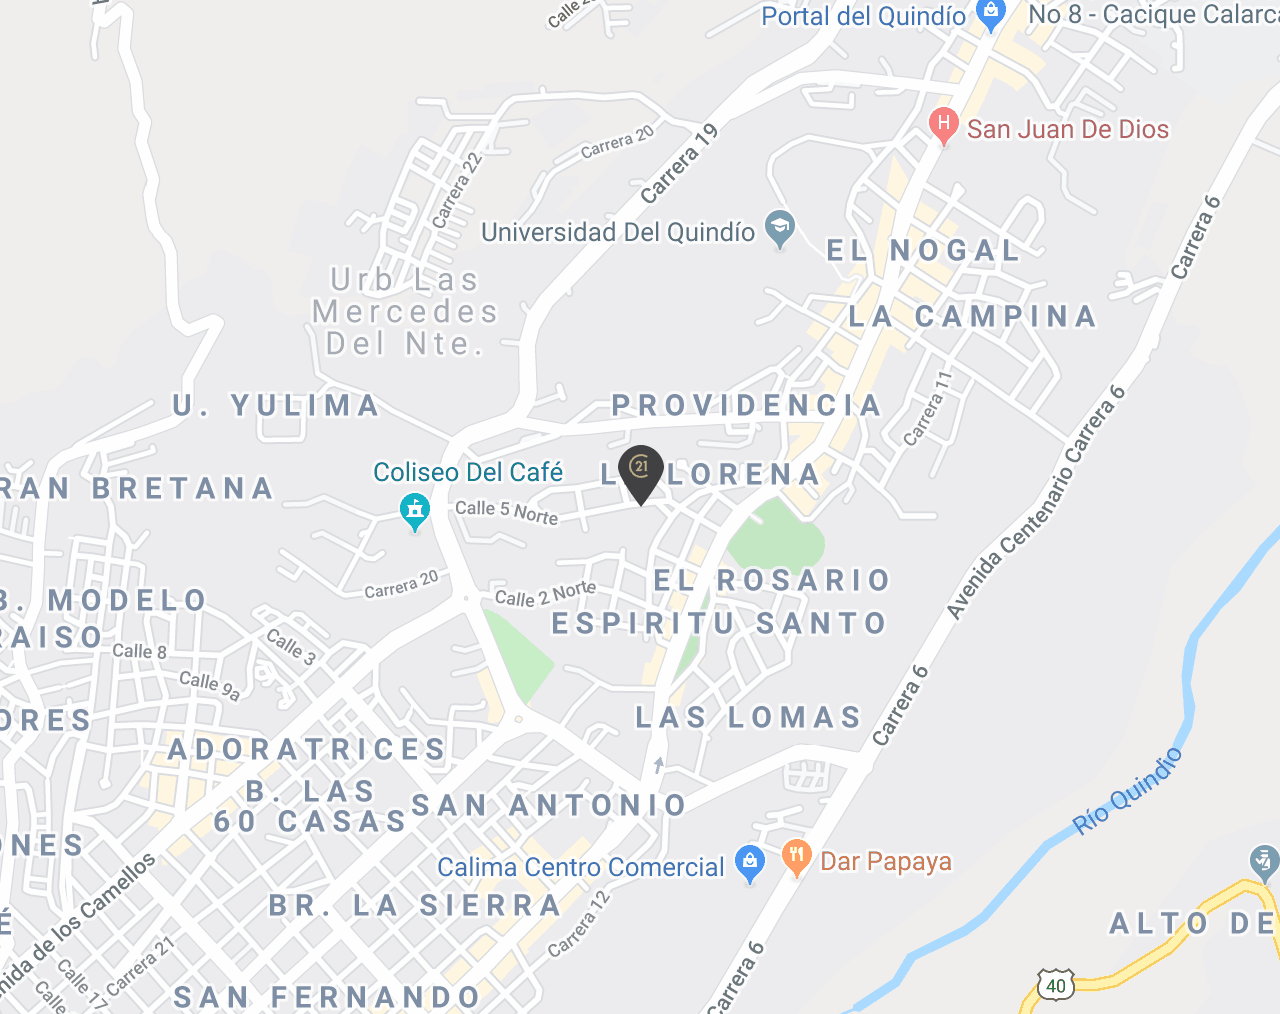 Calle 2
Portal del Quindío
No 8 - Cacique Calarca
Carrera 19
San Juan De Dios
Carrera 20
Carrera 22
Carrera 6
Universidad Del Quindío
EL NOGAL
Urb Las
Mercedes
Del Nte.
LA CAMPINA
U. YULIMA
PROVIDENCIA
Carrera 11
Avenida Centenario Carrera 6
Coliseo Del Café
21
LORENA
RAN BRETANA
Calle 5 Norte
Carrera 20
Calle 2 Norte
EL ROSARIO
B. MODELO
RAISO
ESPIRITU SANTO
Calle 8
Calle 3
Calle 9a
Carrera 6
ORES
LAS LOMAS
ADORATRICES
B. LAS
60 CASAS
SAN ANTONIO
Río Quindio
ONES
Calima Centro Comercial
Dar Papaya
BR. LA SIERRA
Carrera 12
ALTO DE
É
nida de los Camellos
Calle 17
Carrera 21
SAN FERNANDO
Carrera 6
40